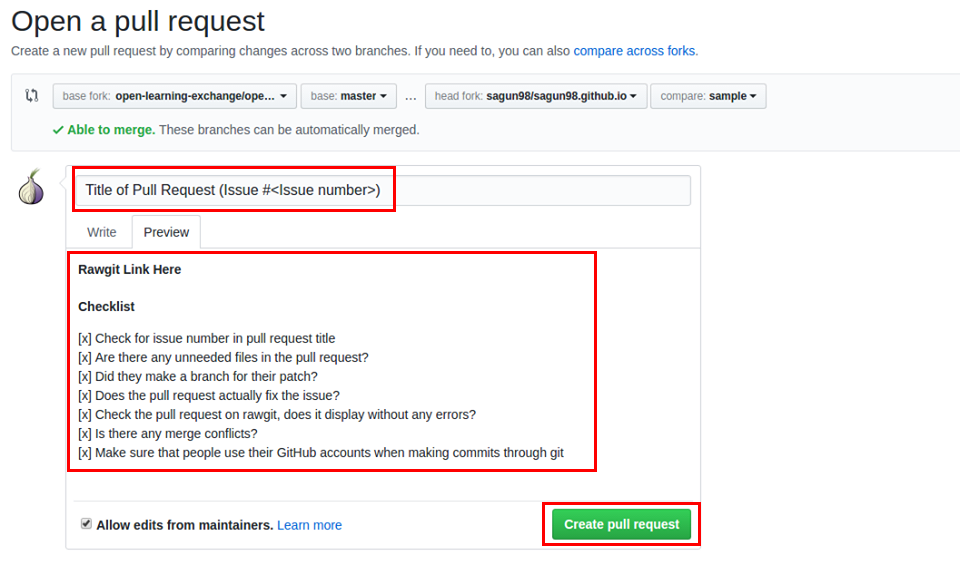 Open a pull request
Create a new pull request by comparing changes across two branches. If you need to, you can also compare across forks.
base fork: open-learning-exchange/ope... base: master ... head fork: sagun98/sagun98.github.io compare: sample
Able to merge. These branches can be automatically merged.
Title of Pull Request (Issue #<Issue number>)
Write Preview
Rawgit Link Here
Checklist
[x] Check for issue number in pull request title
[x] Are there any unneeded files in the pull request?
[x] Did they make a branch for their patch?
[x] Does the pull request actually fix the issue?
[x] Check the pull request on rawgit, does it display without any errors?
[x] Is there any merge conflicts?
[x] Make sure that people use their GitHub accounts when making commits through git
Allow edits from maintainers. Learn more
Create pull request